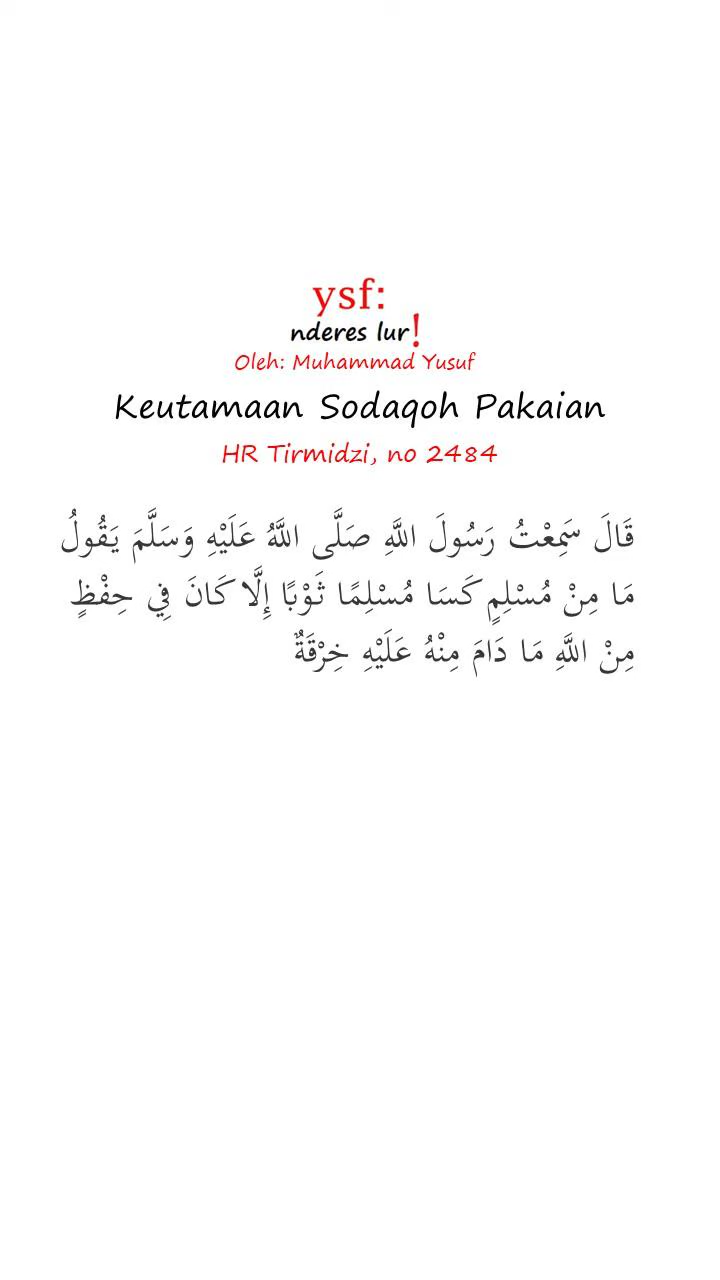 ysf:
nderes lur!
Oleh: Muhammad Yusuf
Keutamaan Sodaqoh Pakaian
HR Tirmidzi, no 2484
قَالَ سَمِعْتُ رَسُولَ اللَّهِ صَلَّى اللَّهُ عَلَيْهِ وَسَلَّمَ يَقُولُ
مَا مِنْ مُسْلِمٍ كَسَا مُسْلِمًا ثَوْبًا إِلَّا كَانَ فِي حِفْظٍ
مِنْ اللَّهِ مَا دَامَ مِنْهُ عَلَيْهِ خِرْقَةٌ